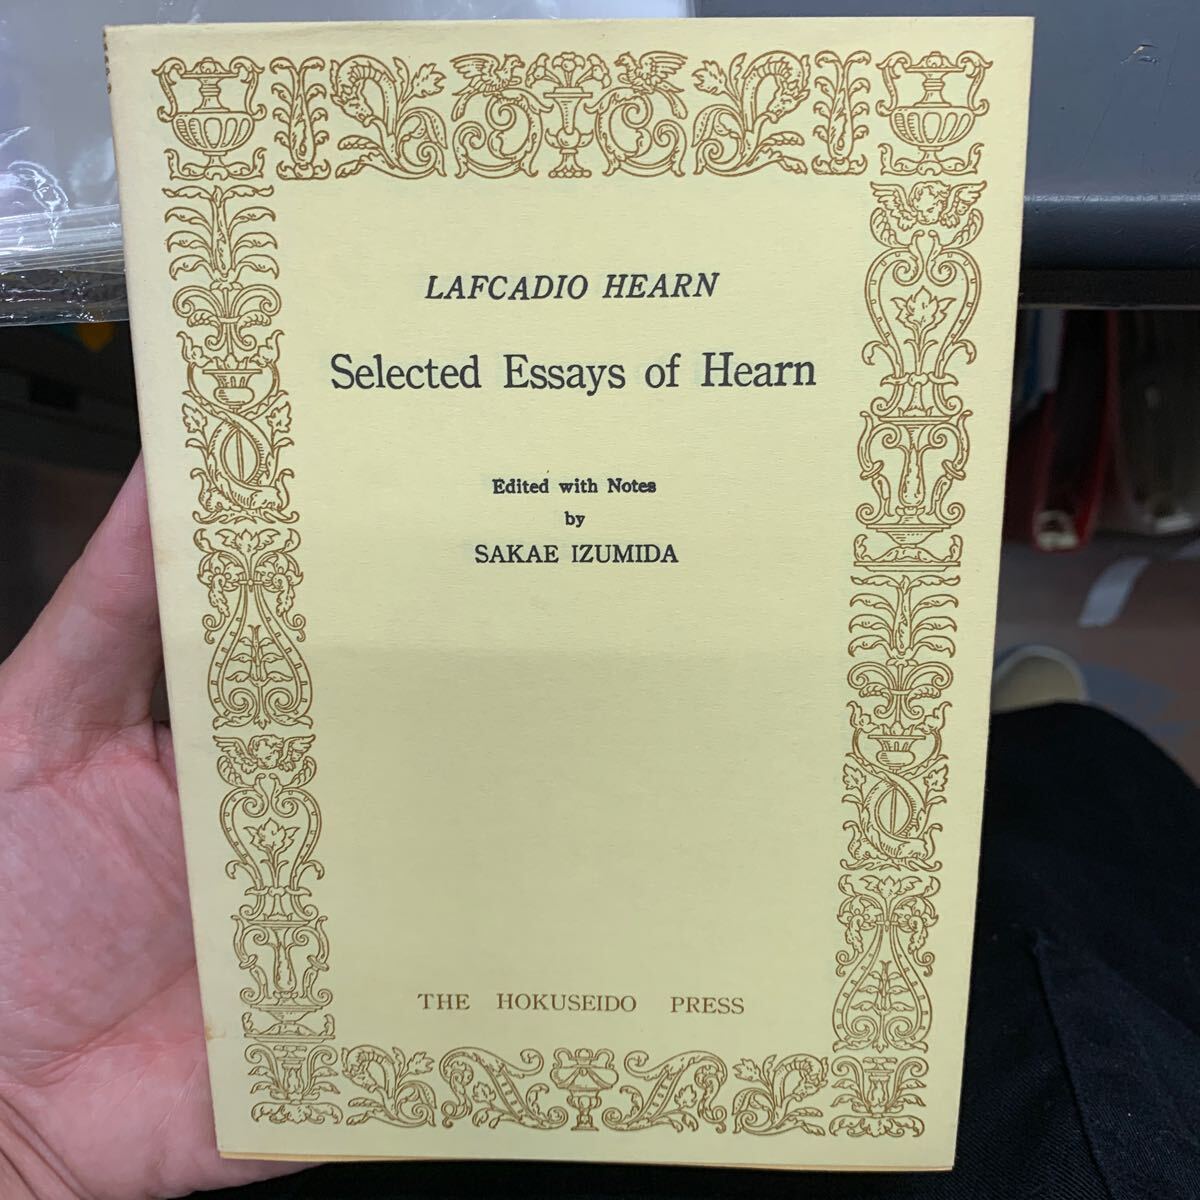 LAFCADIO HEARN
Selected Essays of Hearn
Edited with Notes
by
SAKAE IZUMIDA
THE HOKUSEIDO PRESS